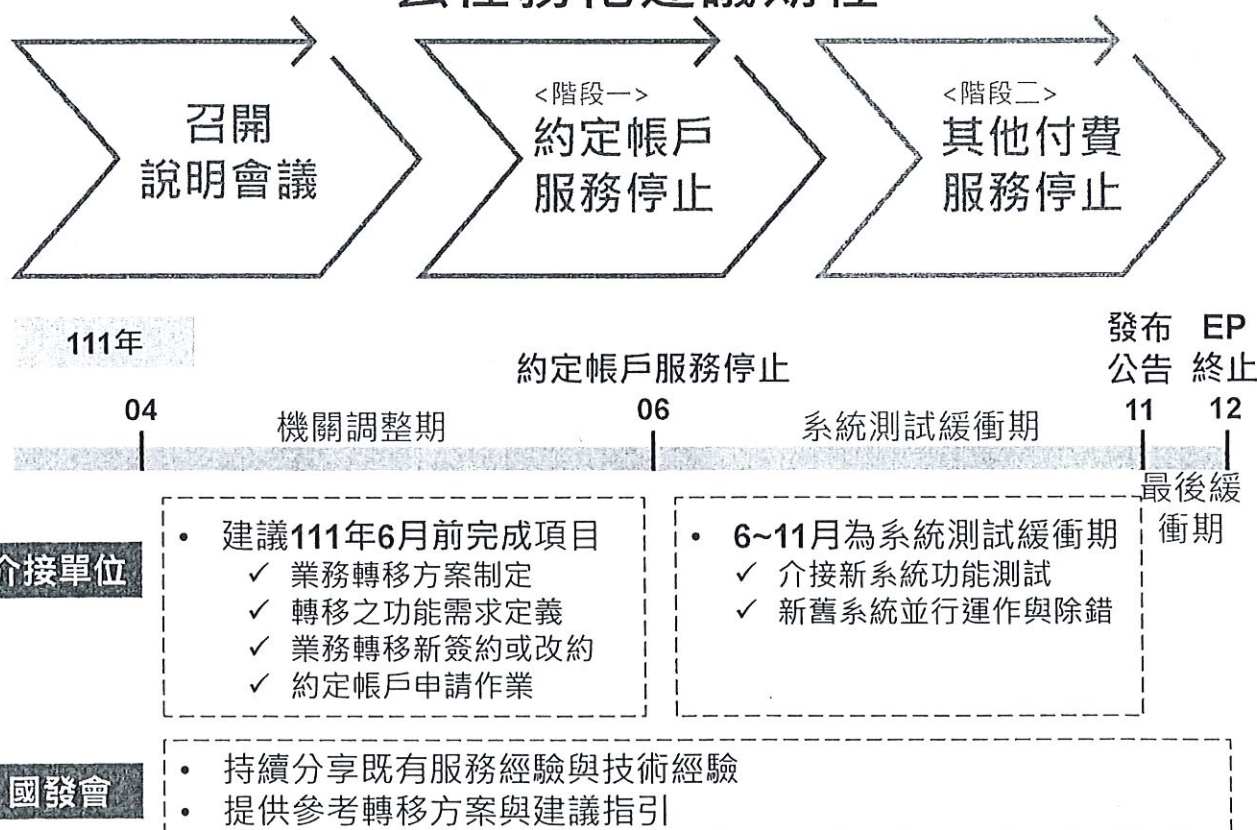 召開
說明會議
<階段一>
約定帳戶
服務停止
<階段二>
其他付費
服務停止
111年
約定帳戶服務停止
發布
公告
EP
終止
04
機關調整期
06
系統測試緩衝期
11
12
最後緩
衝期
介接單位
• 建議111年6月前完成項目
✓ 業務轉移方案制定
✓ 轉移之功能需求定義
✓ 業務轉移新簽約或改約
✓ 約定帳戶申請作業
• 6~11月為系統測試緩衝期
✓ 介接新系統功能測試
✓ 新舊系統並行運作與除錯
國發會
• 持續分享既有服務經驗與技術經驗
• 提供參考轉移方案與建議指引